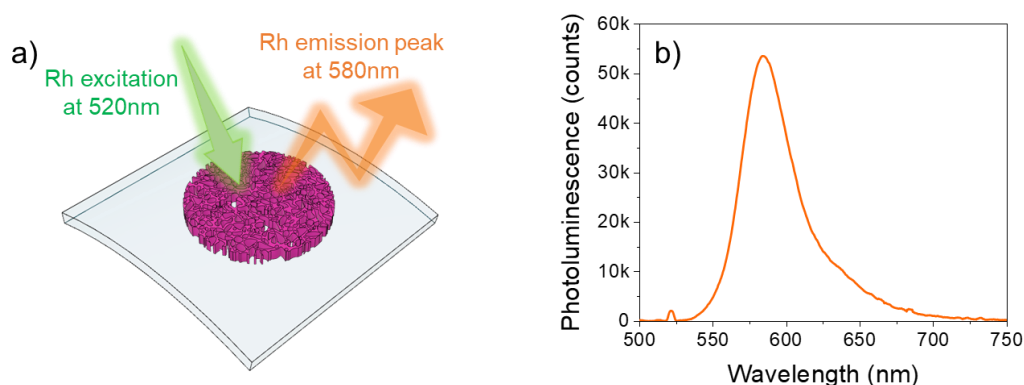 a)
Rh excitation
at 520nm
Rh emission peak
at 580nm
b)
Photoluminescence (counts)
60k
50k
40k
30k
20k
10k
0
500
550
600
650
700
750
Wavelength (nm)